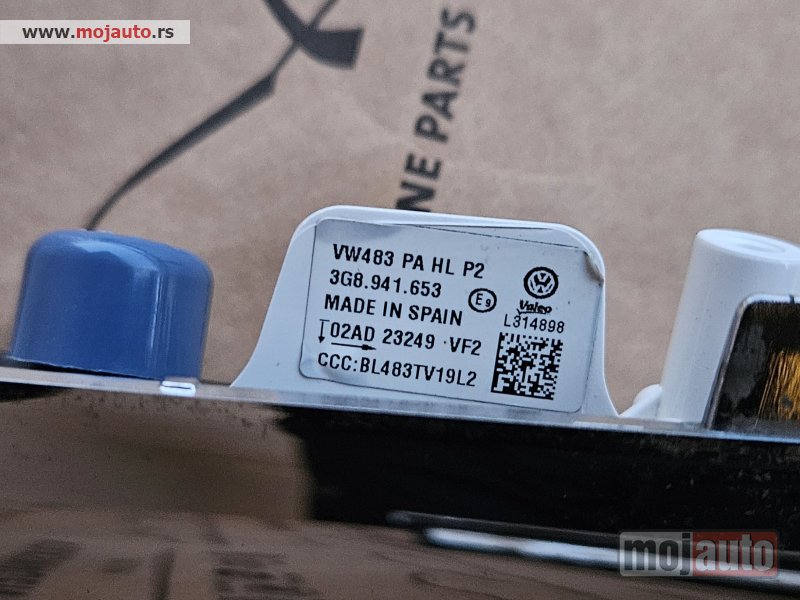 www.mojauto.rs
NE PARTS
VW483 PA HL P2
3G8.941.653
E9
MADE IN SPAIN
Valeo
L314898
02AD 23249 VF2
CCC:BL483TV19L2
mojauto